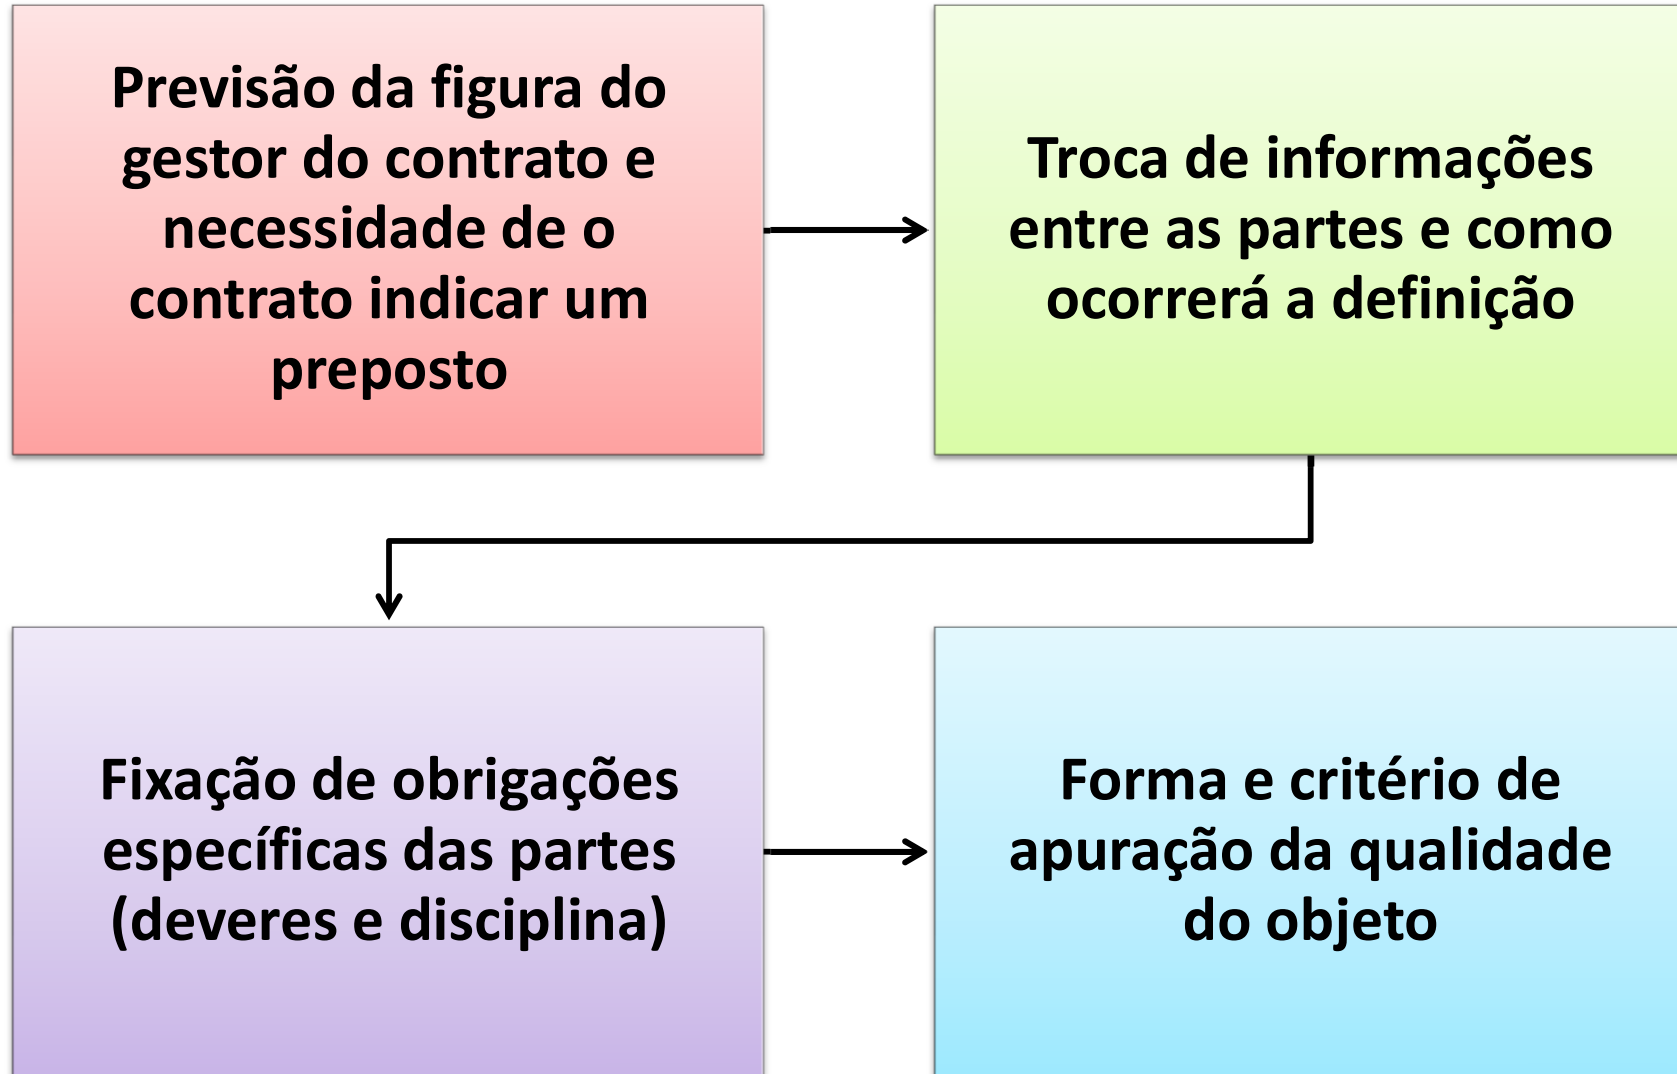 Previsão da figura do
gestor do contrato e
necessidade de o
contrato indicar um
preposto
Troca de informações
entre as partes e como
ocorrerá a definição
Fixação de obrigações
específicas das partes
(deveres e disciplina)
Forma e critério de
apuração da qualidade
do objeto